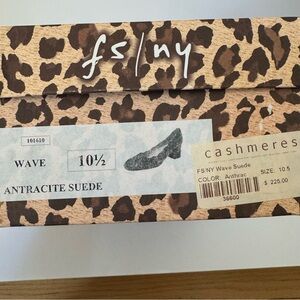 fs/ny
101610
WAVE
10½
ANTRACITE SUEDE
cashmeres
FS/NY Wave Suede
COLOR: Anthrac
SIZE: 10.5
$ 225.00
36600